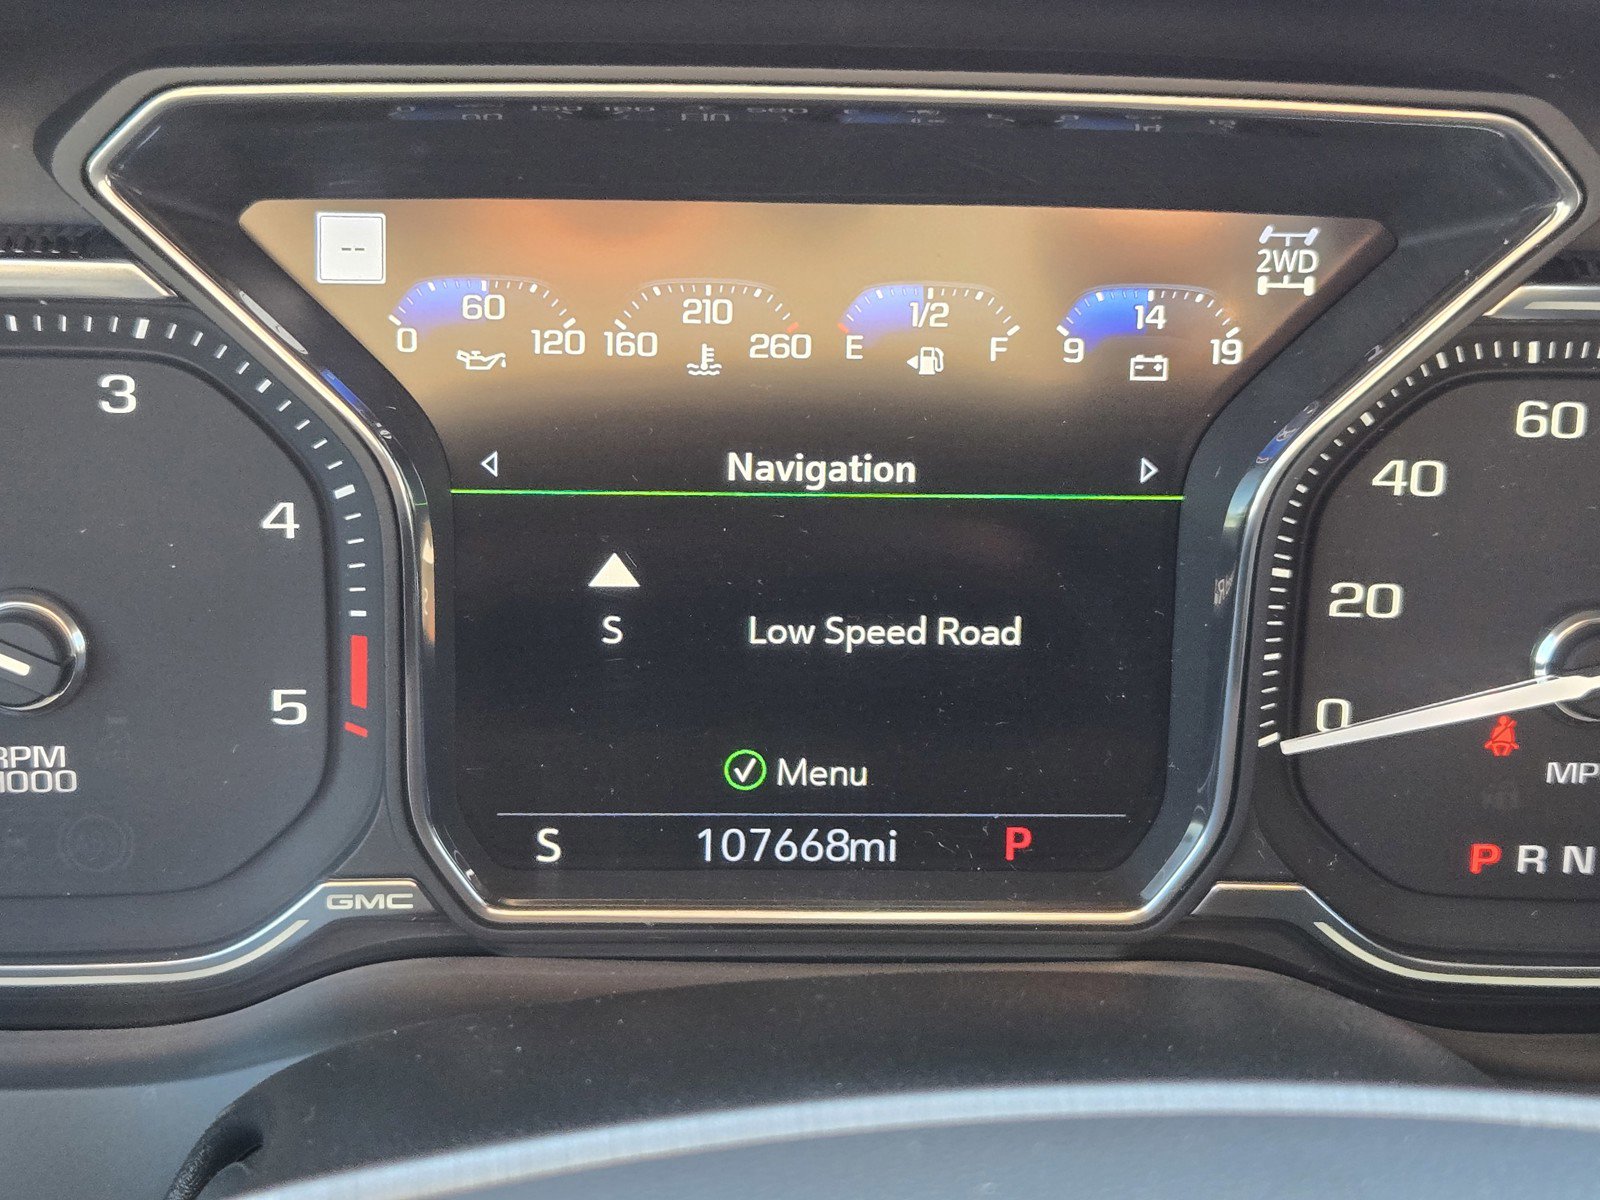 --
2WD
0 60 120
160 210 260
E 1/2 F
9 14 19
Navigation
S
Low Speed Road
Menu
S 107668mi P
3
4
5
RPM
1000
GMC
60
40
20
0
MP
P R N